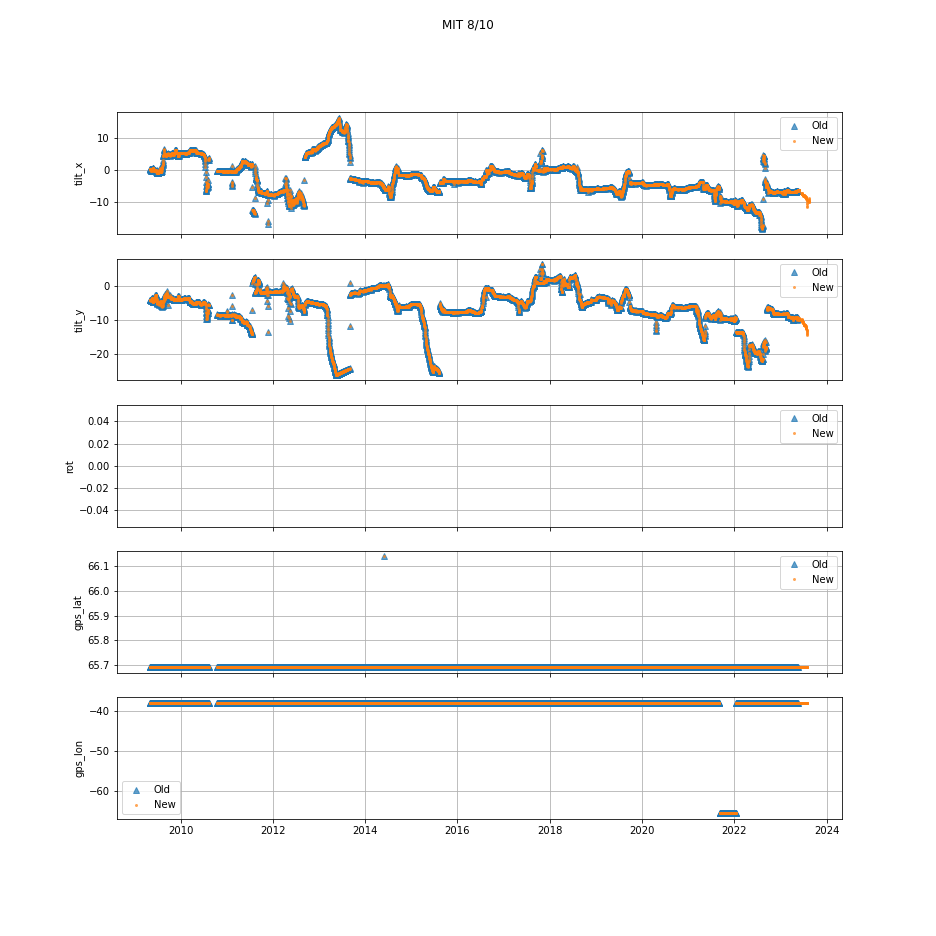 MIT 8/10
tilt_x
10
0
−10
Old
New
tilt_y
0
−10
−20
Old
New
rot
0.04
0.02
0.00
−0.02
−0.04
Old
New
gps_lat
66.1
66.0
65.9
65.8
65.7
Old
New
gps_lon
−40
−50
−60
Old
New
2010 2012 2014 2016 2018 2020 2022 2024